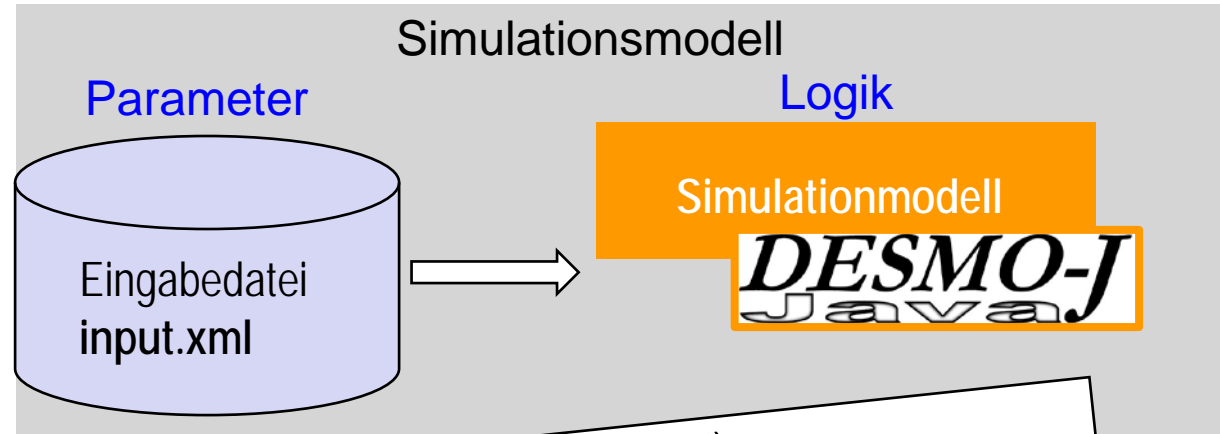 Simulationsmodell
Parameter
Logik
Simulationmodell
DESMO-J
Java
Eingabedatei
input.xml